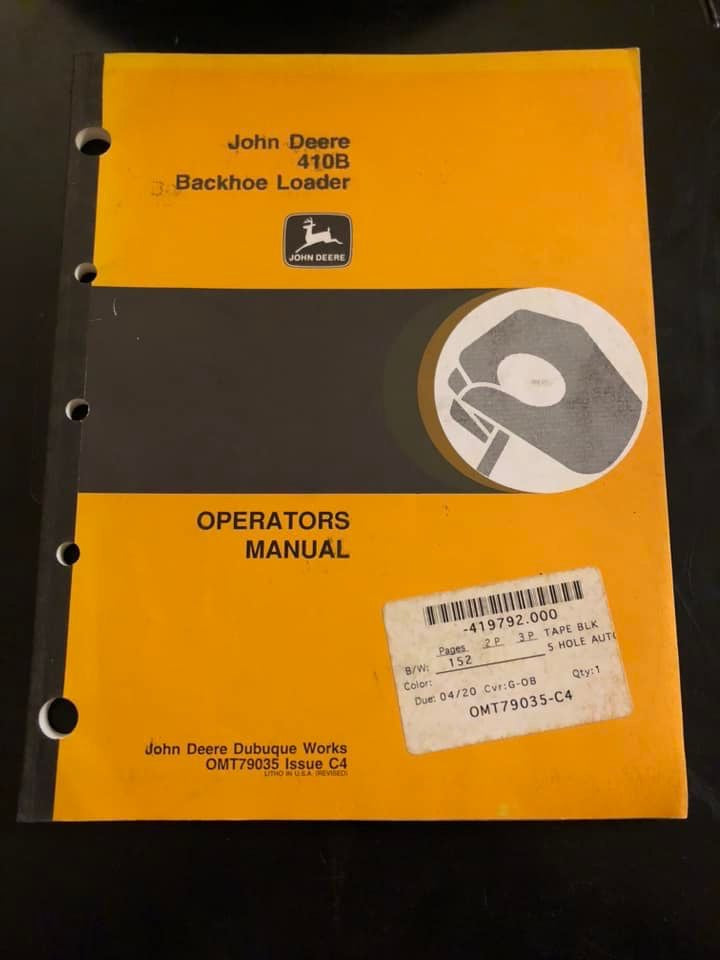 John Deere
410B
Backhoe Loader
JOHN DEERE
OPERATORS
MANUAL
-419792.000
Pages 2 P 3 P TAPE BLK
B/W: 152 5 HOLE AUTO
Color:
Due: 04/20 Cvr:G-OB Qty:1
OMT79035-C4
John Deere Dubuque Works
OMT79035 Issue C4
LITHO IN U.S.A. (REVISED)